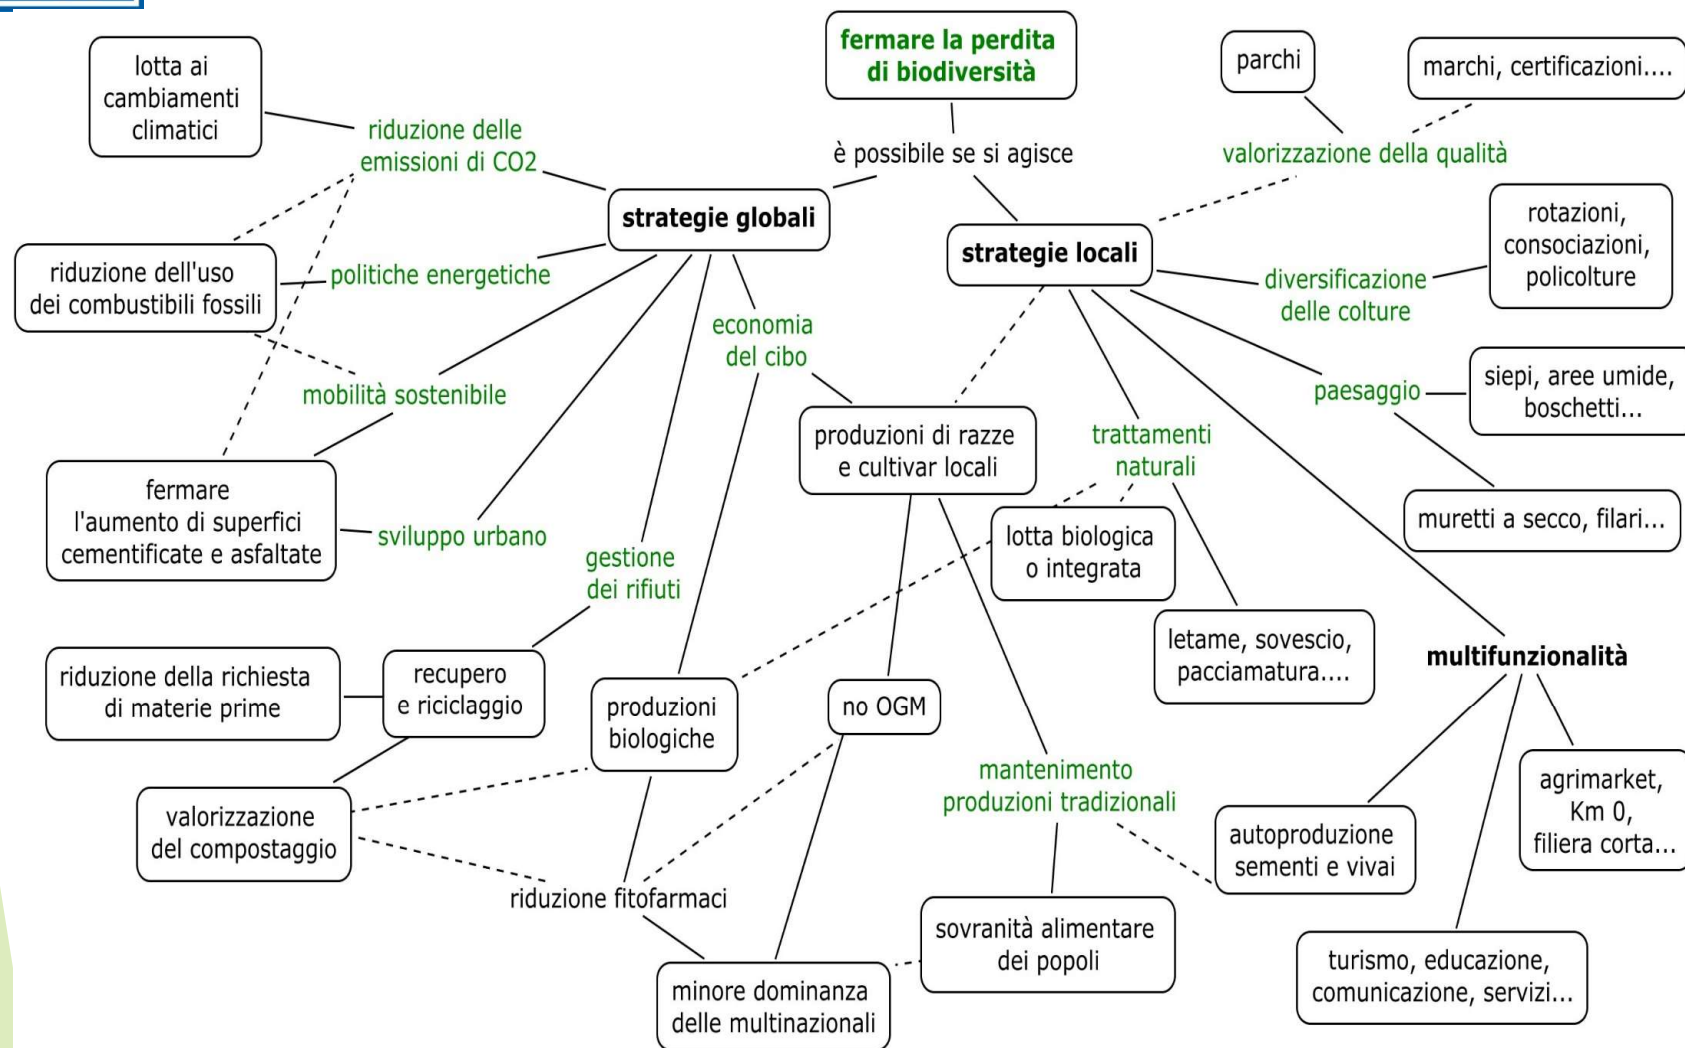 fermare la perdita
di biodiversità
è possibile se si agisce
lotta ai
cambiamenti
climatici
riduzione delle
emissioni di CO2
strategie globali
riduzione dell'uso
dei combustibili fossili
politiche energetiche
mobilità sostenibile
fermare
l'aumento di superfici
cementificate e asfaltate
sviluppo urbano
gestione
dei rifiuti
riduzione della richiesta
di materie prime
recupero
e riciclaggio
valorizzazione
del compostaggio
economia
del cibo
produzioni di razze
e cultivar locali
produzioni
biologiche
no OGM
riduzione fitofarmaci
minore dominanza
delle multinazionali
mantenimento
produzioni tradizionali
sovranità alimentare
dei popoli
parchi
marchi, certificazioni....
valorizzazione della qualità
strategie locali
rotazioni,
consociazioni,
policolture
diversificazione
delle colture
paesaggio
siepi, aree umide,
boschetti...
muretti a secco, filari...
trattamenti
naturali
lotta biologica
o integrata
letame, sovescio,
pacciamatura....
multifunzionalità
autoproduzione
sementi e vivai
agrimarket,
Km 0,
filiera corta...
turismo, educazione,
comunicazione, servizi...